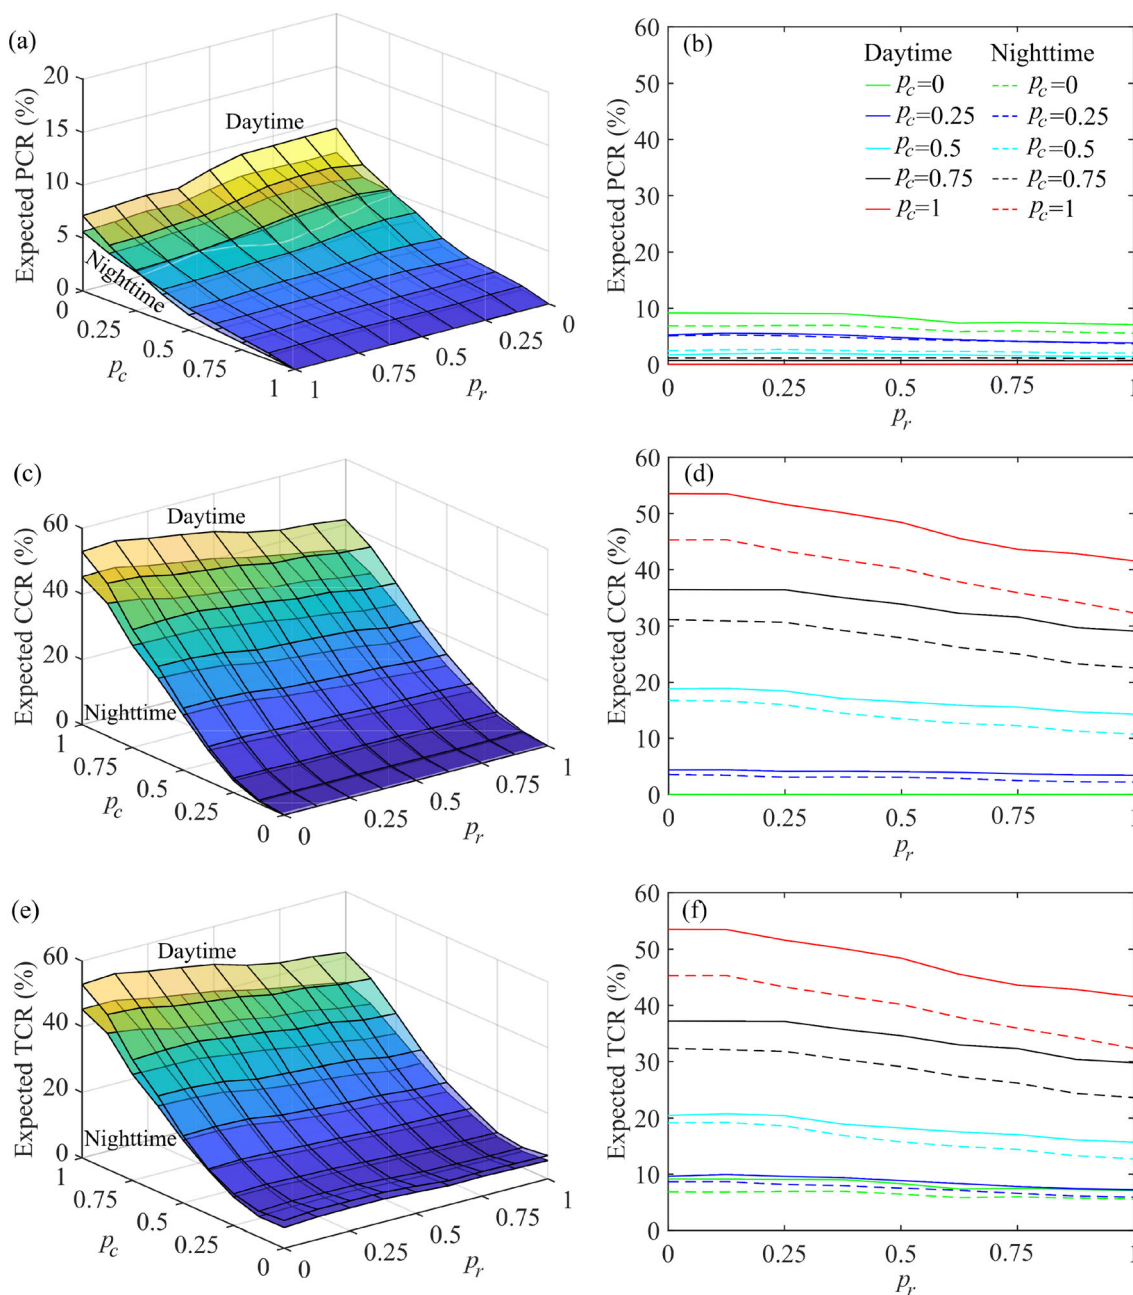 (a)
Expected PCR (%)
20
15
10
5
0
Daytime
Nighttime
0
0.25
0.5
0.75
1
p_c
1
0.75
0.5
0.25
0
p_r
(b)
Expected PCR (%)
60
50
40
30
20
10
0
Daytime Nighttime
p_c=0 p_c=0
p_c=0.25 p_c=0.25
p_c=0.5 p_c=0.5
p_c=0.75 p_c=0.75
p_c=1 p_c=1
0 0.25 0.5 0.75 1
p_r
(c)
Expected CCR (%)
60
40
20
0
Daytime
Nighttime
1
0.75
0.5
0.25
0
p_c
0
0.25
0.5
0.75
1
p_r
(d)
Expected CCR (%)
60
50
40
30
20
10
0
0 0.25 0.5 0.75 1
p_r
(e)
Expected TCR (%)
60
40
20
0
Daytime
Nighttime
1
0.75
0.5
0.25
0
p_c
0
0.25
0.5
0.75
1
p_r
(f)
Expected TCR (%)
60
50
40
30
20
10
0
0 0.25 0.5 0.75 1
p_r